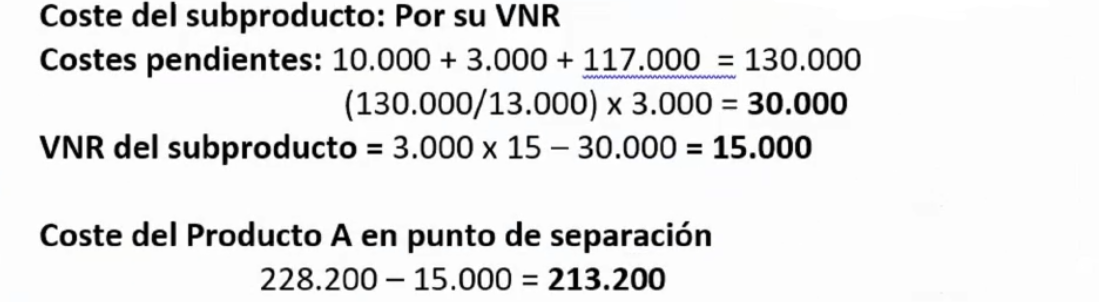 Coste del subproducto: Por su VNR
Costes pendientes: 10.000 + 3.000 + 117.000 = 130.000
(130.000/13.000) x 3.000 = 30.000
VNR del subproducto = 3.000 x 15 – 30.000 = 15.000
Coste del Producto A en punto de separación
228.200 – 15.000 = 213.200